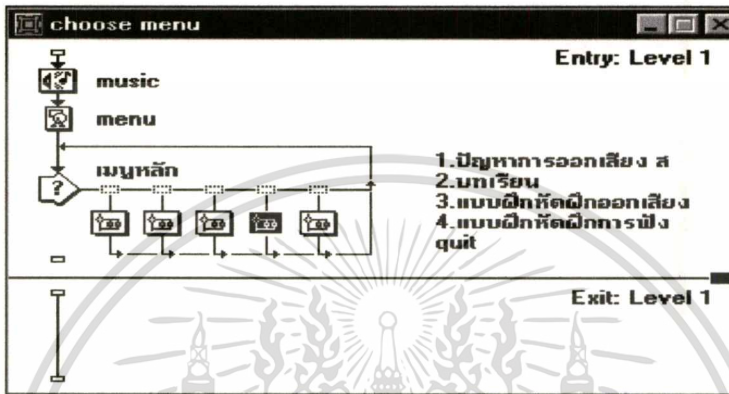 choose menu
Entry: Level 1
music
menu
เมนูหลัก
1.ปัญหาการออกเสียง ส
2.บทเรียน
3.แบบฝึกหัดฝึกออกเสียง
4.แบบฝึกหัดฝึกการฟัง
quit
Exit: Level 1